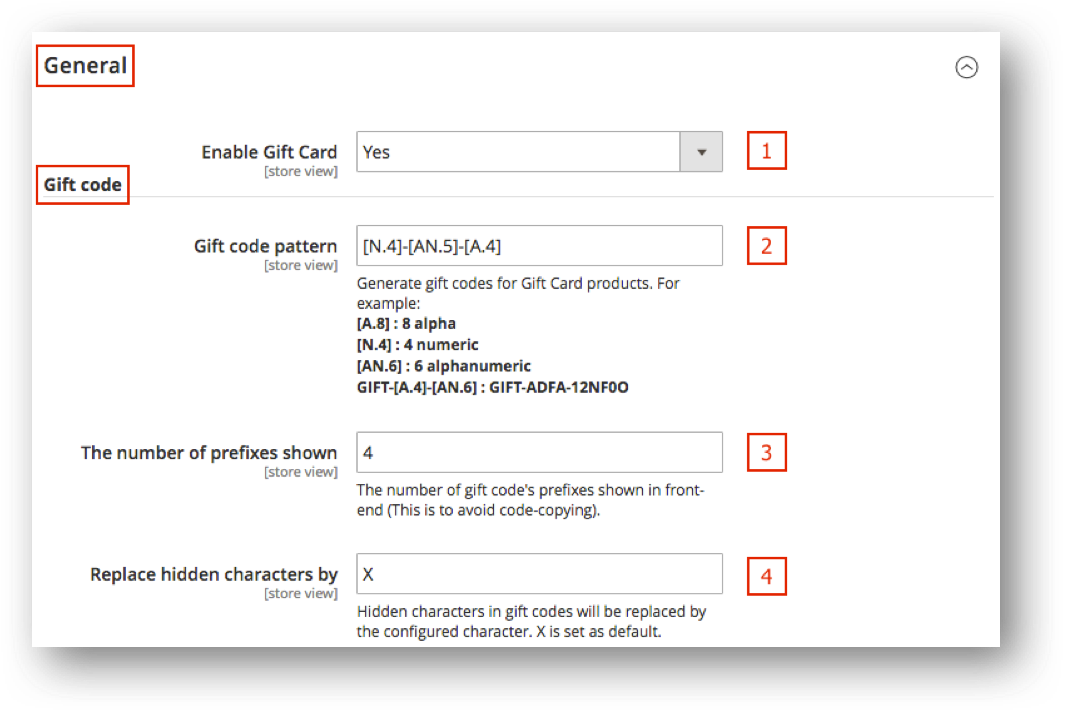 General
Enable Gift Card Yes 1
[store view]
Gift code
Gift code pattern [N.4]-[AN.5]-[A.4] 2
[store view]
Generate gift codes for Gift Card products. For
example:
[A.8] : 8 alpha
[N.4] : 4 numeric
[AN.6] : 6 alphanumeric
GIFT-[A.4]-[AN.6] : GIFT-ADFA-12NF0O
The number of prefixes shown 4 3
[store view]
The number of gift code's prefixes shown in front-
end (This is to avoid code-copying).
Replace hidden characters by X 4
[store view]
Hidden characters in gift codes will be replaced by
the configured character. X is set as default.